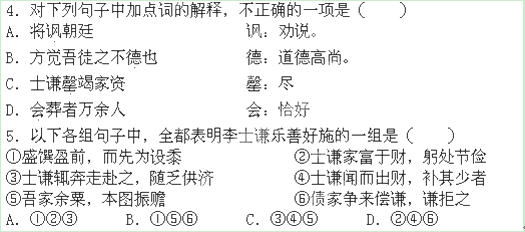 4．对下列句子中加点词的解释，不正确的一项是（　　）
A．将讽朝廷　　讽：劝说。
B．方觉吾徒之不德也　　德：道德高尚。
C．士谦罄竭家资　　罄：尽
D．会葬者万余人　　会：恰好
5．以下各组句子中，全都表明李士谦乐善好施的一组是（　　）
①盛馔盈前，而先为设黍　　②士谦家富于财，躬处节俭
③士谦辄奔走赴之，随乏供济　　④士谦闻而出财，补其少者
⑤吾家余粟，本图振赡　　⑥债家争来偿谦，谦拒之
A．①②③　　B．①⑤⑥　　C．③④⑤　　D．②④⑥